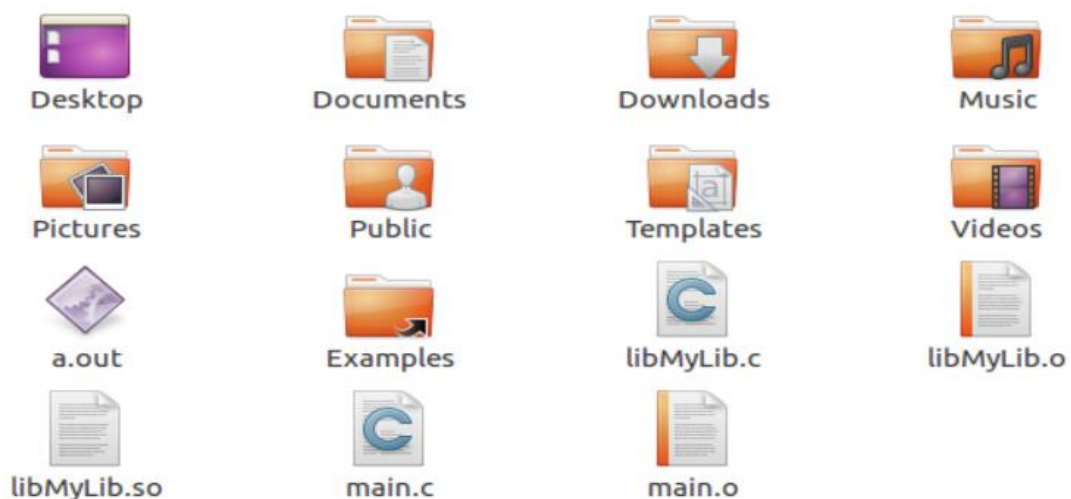 Desktop
Documents
Downloads
Music
Pictures
Public
Templates
Videos
a.out
Examples
libMyLib.c
libMyLib.o
libMyLib.so
main.c
main.o